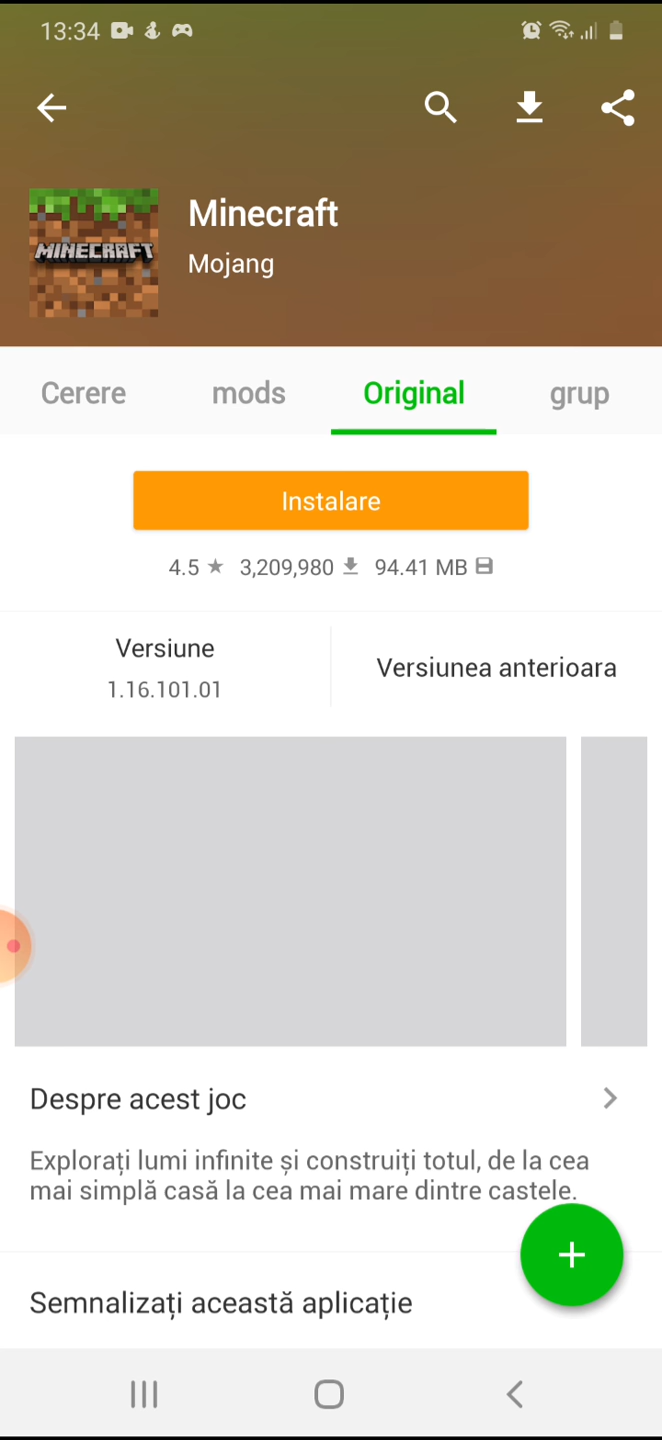 13:34
Minecraft
MINECRAFT
Mojang
Cerere mods Original grup
Instalare
4.5 3,209,980 94.41 MB
Versiune
1.16.101.01
Versiunea anterioara
Despre acest joc
Explorați lumi infinite și construiți totul, de la cea
mai simplă casă la cea mai mare dintre castele.
Semnalizați această aplicație